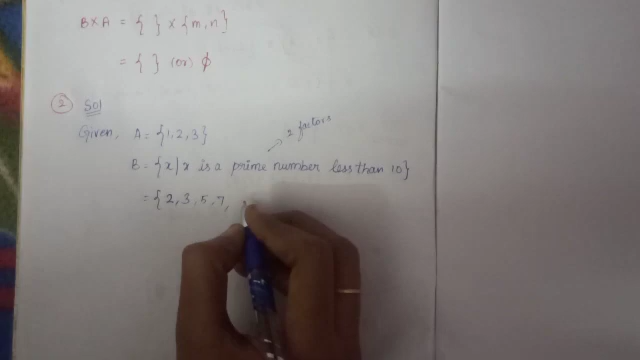 B×A = { } × {m,n}
= { } (or) ϕ
② Sol
Given, A = {1,2,3}
2 factors
B = {x/x is a prime number less than 10}
= {2,3,5,7,